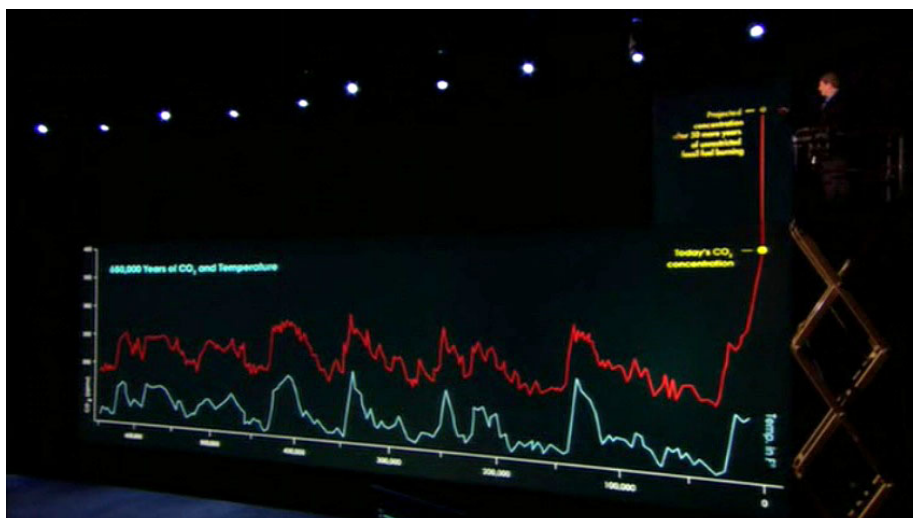 Projected
concentration
after 50 more years
of unrestricted
fossil fuel burning
Today's CO₂
concentration
650,000 Years of CO₂ and Temperature
Temp. in F°
400,000
300,000
200,000
100,000
0